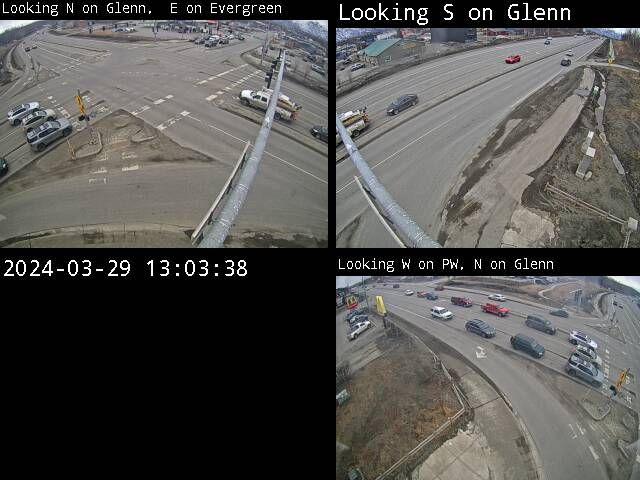 Looking N on Glenn, E on Evergreen
Looking S on Glenn
2024-03-29 13:03:38
Looking W on PW, N on Glenn